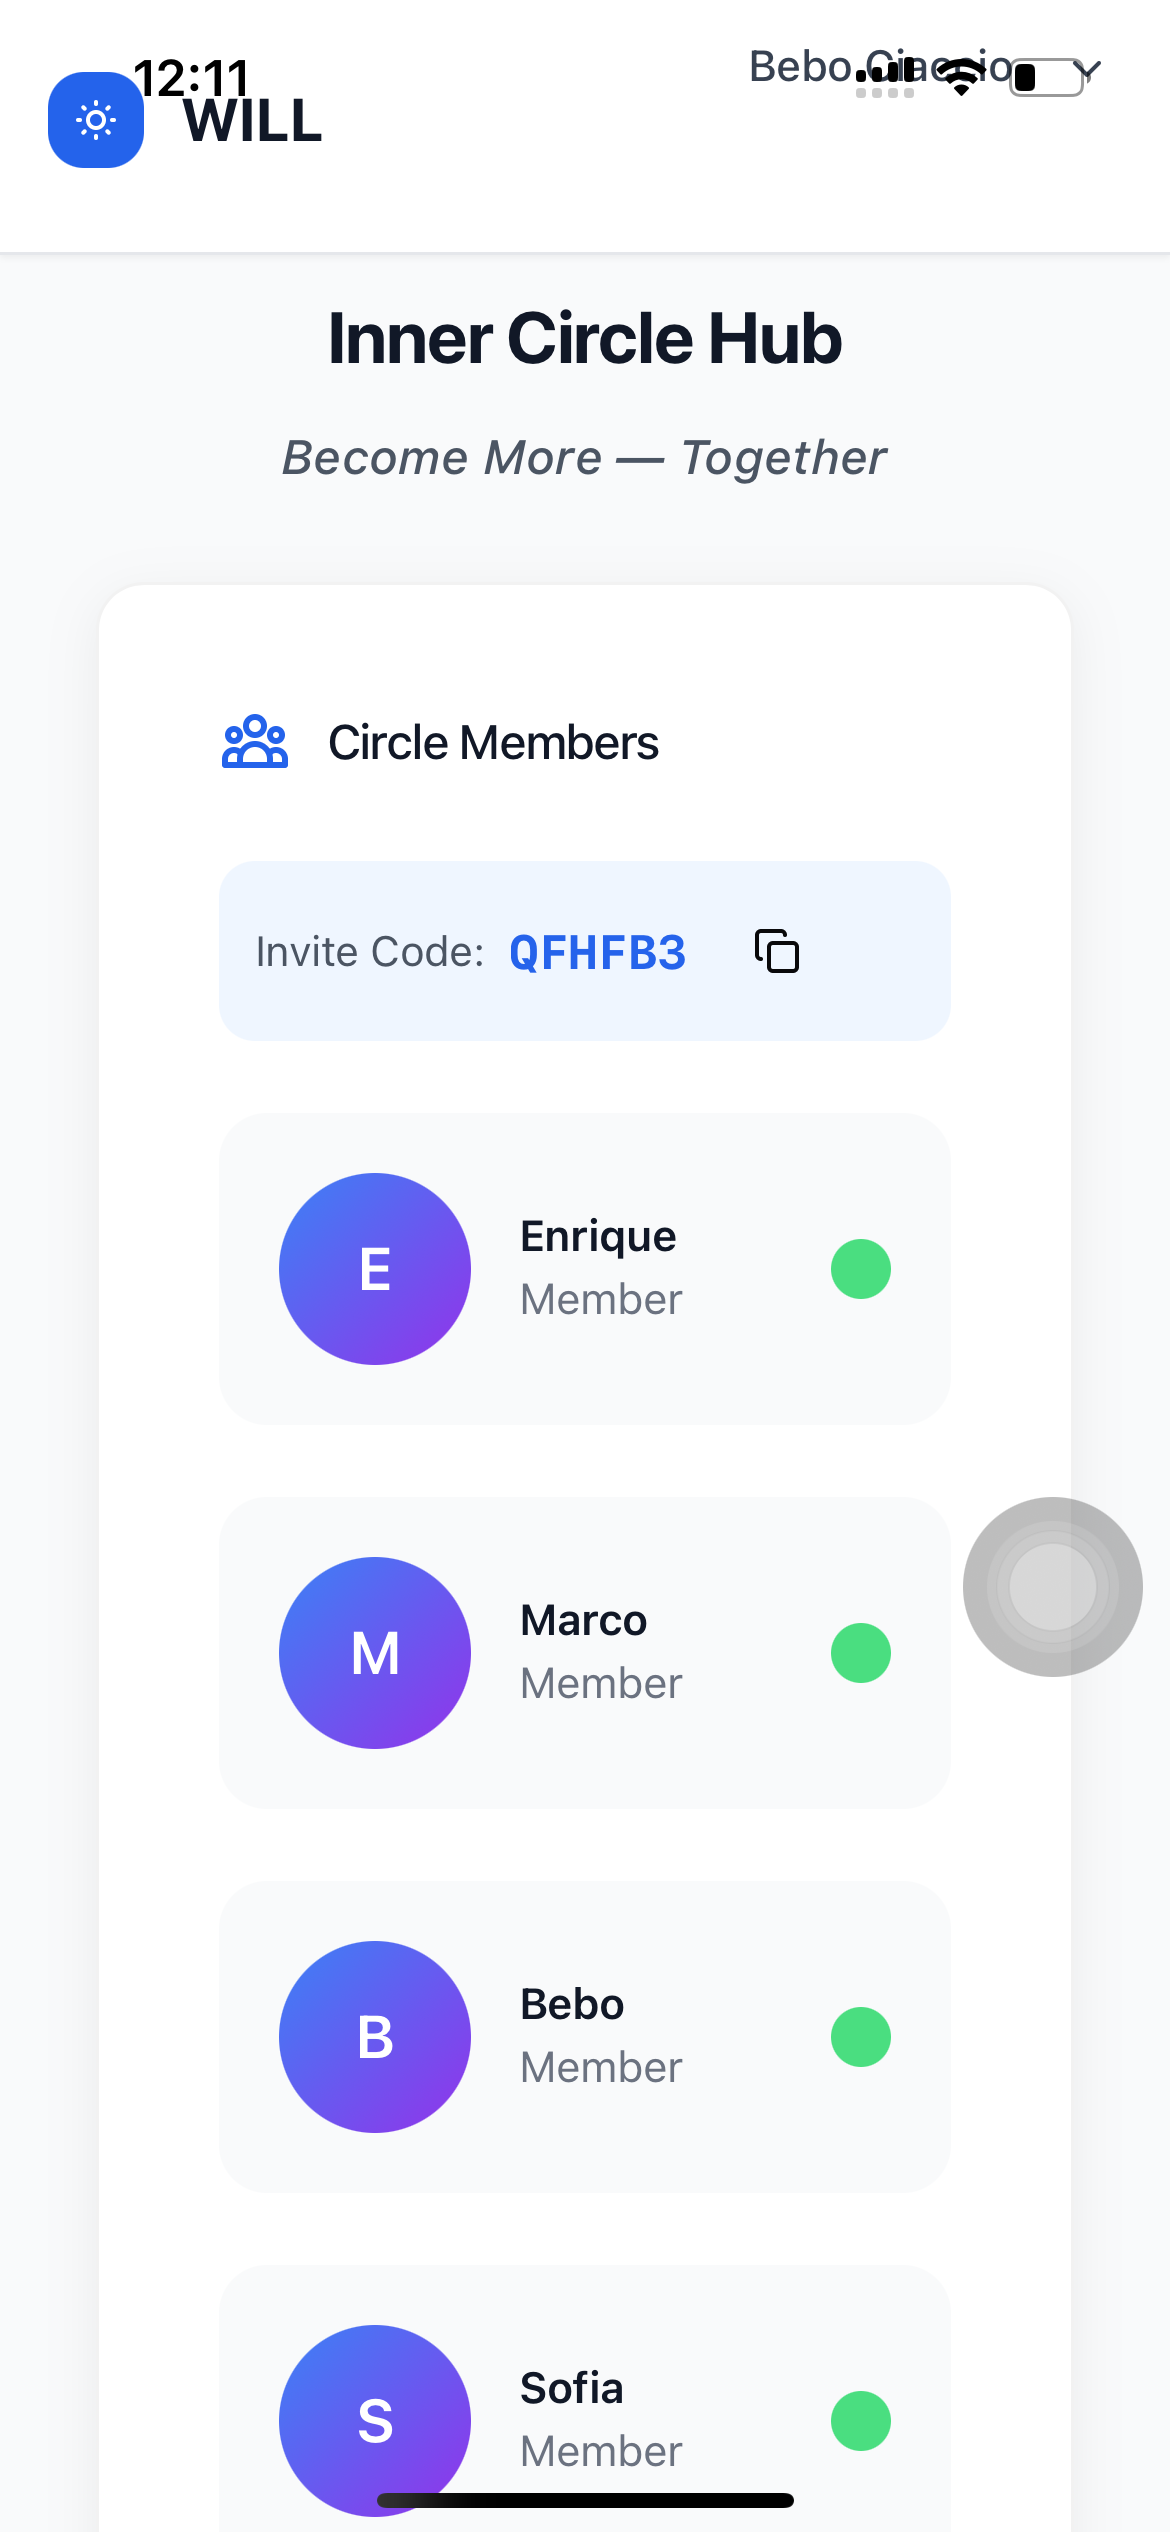 12:11
WILL
Bebo
Inner Circle Hub
Become More — Together
Circle Members
Invite Code: QFHFB3
E
Enrique
Member
M
Marco
Member
B
Bebo
Member
S
Sofia
Member